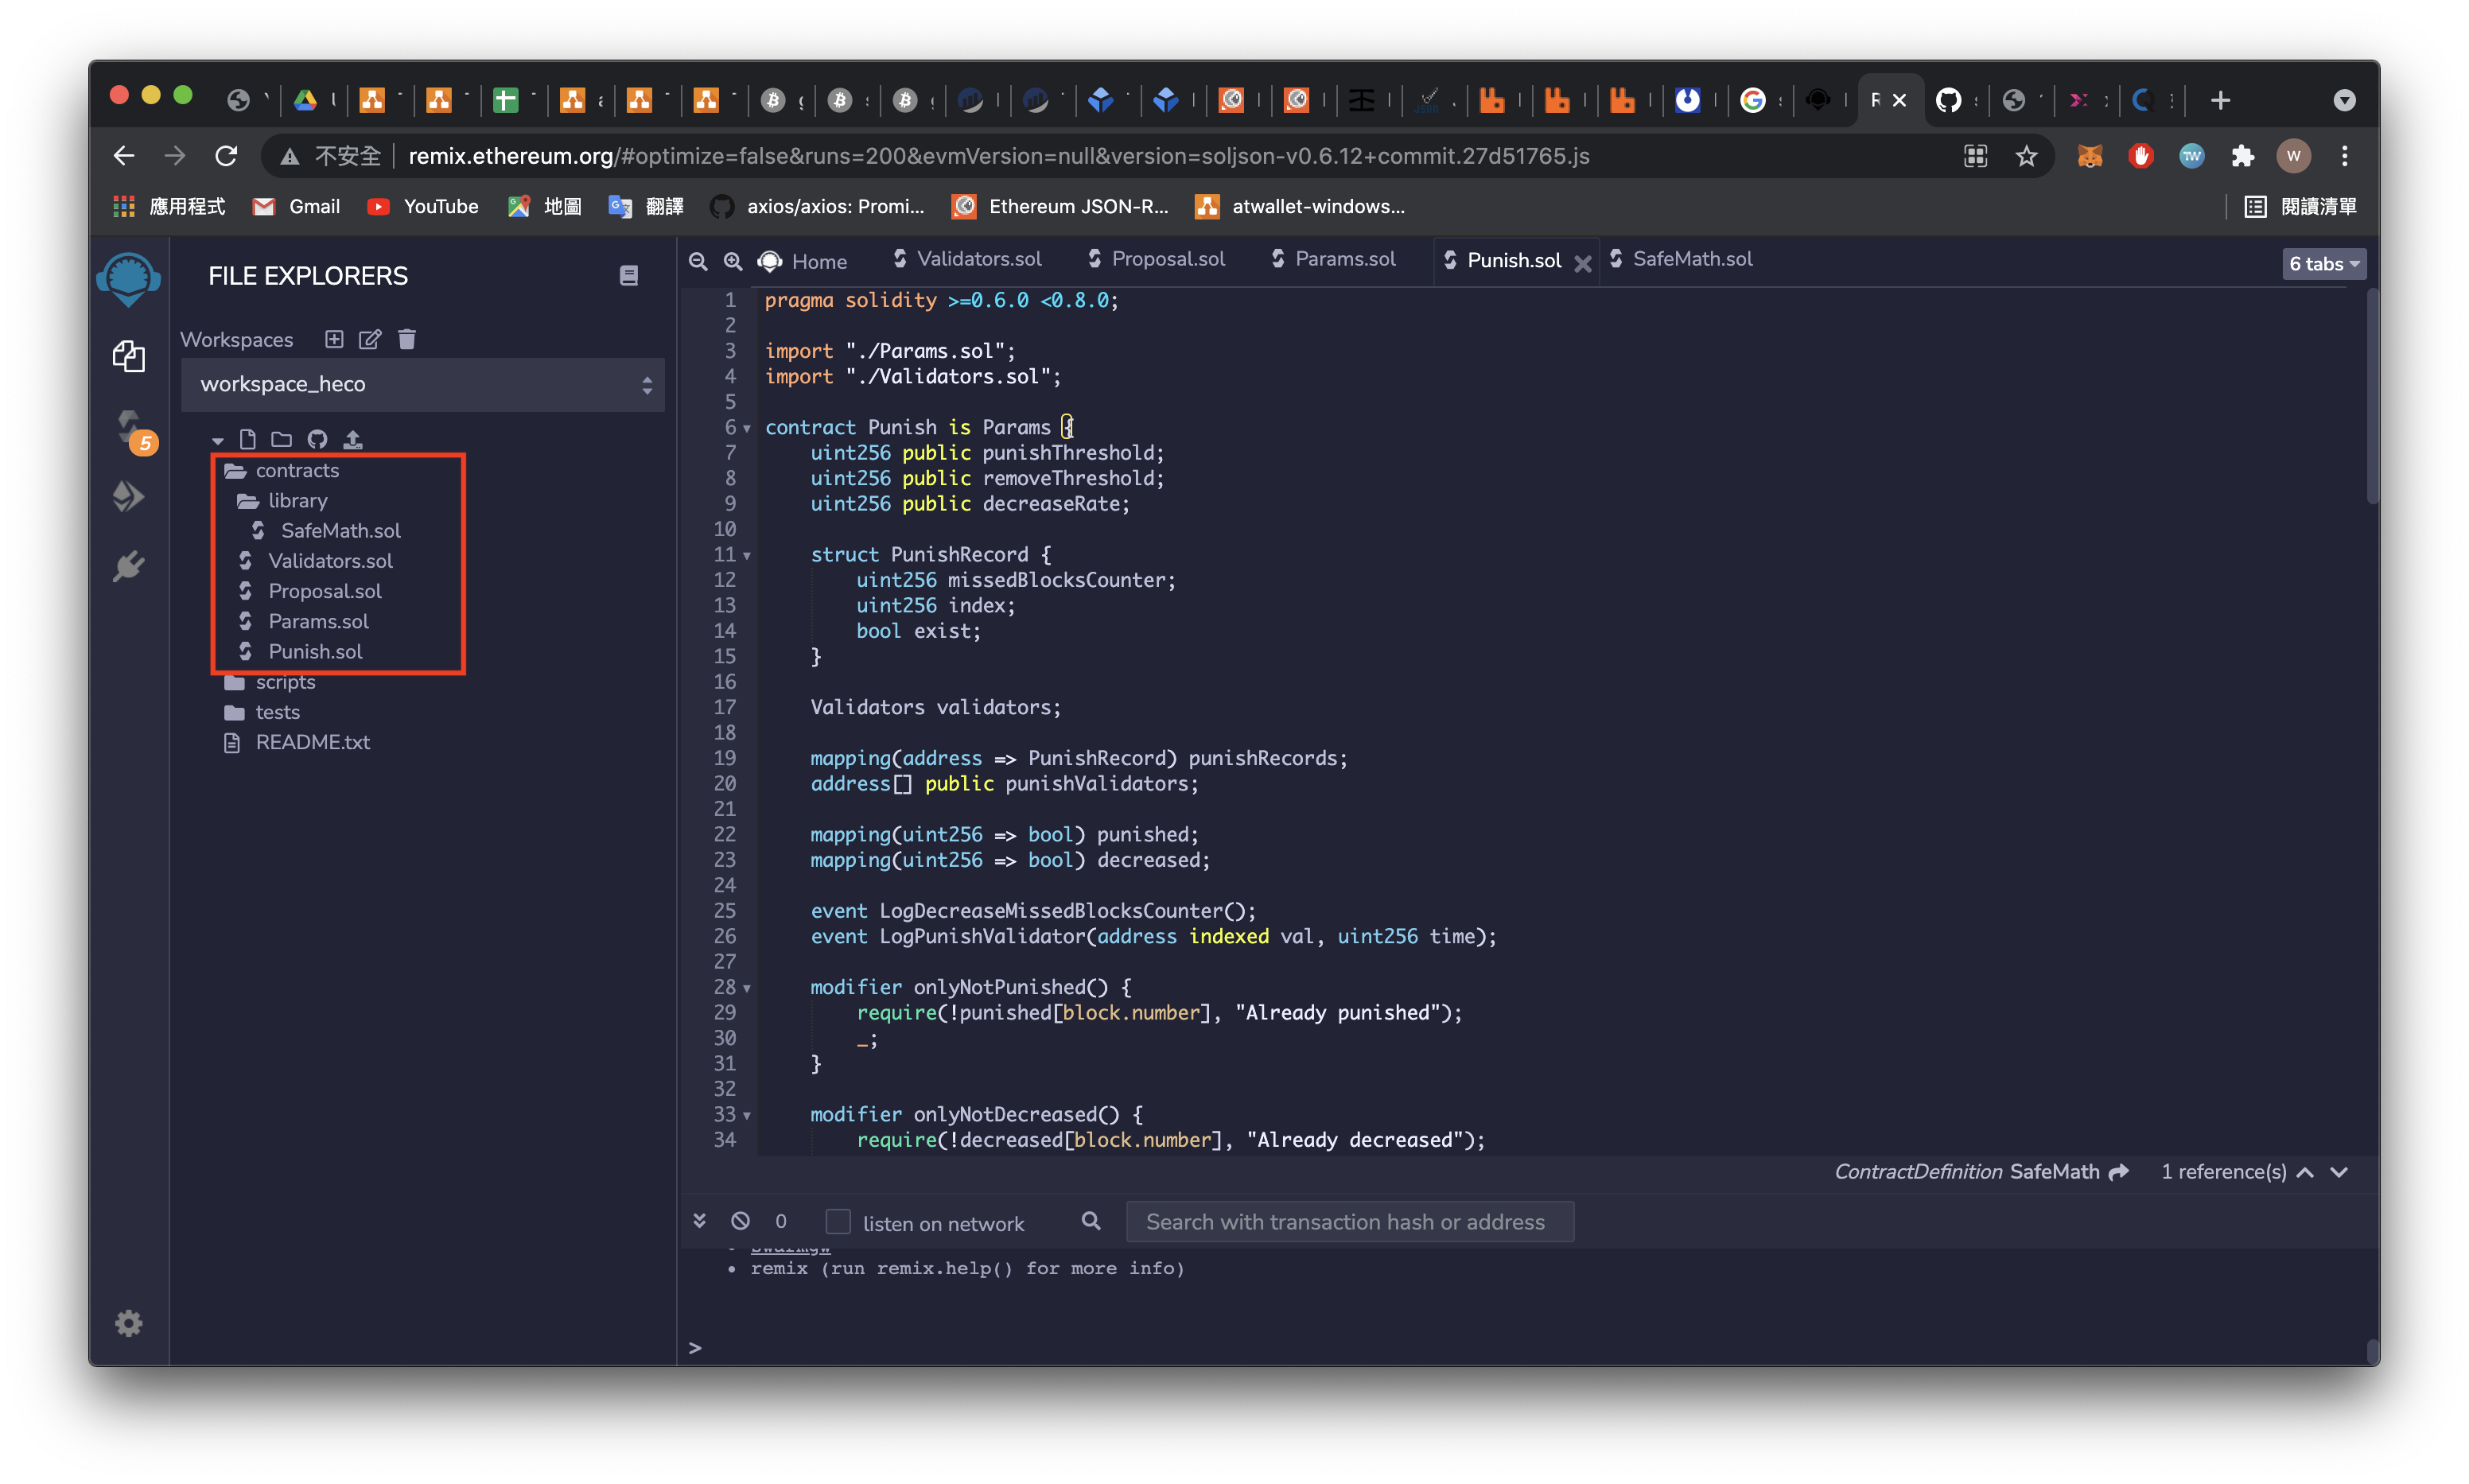 R
不安全 remix.ethereum.org/#optimize=false&runs=200&evmVersion=null&version=soljson-v0.6.12+commit.27d51765.js
TW
W
應用程式 Gmail YouTube 地圖 翻譯 axios/axios: Promi... Ethereum JSON-R... atwallet-windows... 閱讀清單
FILE EXPLORERS
Workspaces
workspace_heco
5
contracts
library
SafeMath.sol
Validators.sol
Proposal.sol
Params.sol
Punish.sol
scripts
tests
README.txt
Home Validators.sol Proposal.sol Params.sol Punish.sol SafeMath.sol 6 tabs
1 pragma solidity >=0.6.0 <0.8.0;
2
3 import "./Params.sol";
4 import "./Validators.sol";
5
6 contract Punish is Params {
7 uint256 public punishThreshold;
8 uint256 public removeThreshold;
9 uint256 public decreaseRate;
10
11 struct PunishRecord {
12 uint256 missedBlocksCounter;
13 uint256 index;
14 bool exist;
15 }
16
17 Validators validators;
18
19 mapping(address => PunishRecord) punishRecords;
20 address[] public punishValidators;
21
22 mapping(uint256 => bool) punished;
23 mapping(uint256 => bool) decreased;
24
25 event LogDecreaseMissedBlocksCounter();
26 event LogPunishValidator(address indexed val, uint256 time);
27
28 modifier onlyNotPunished() {
29 require(!punished[block.number], "Already punished");
30 _;
31 }
32
33 modifier onlyNotDecreased() {
34 require(!decreased[block.number], "Already decreased");
ContractDefinition SafeMath 1 reference(s)
0 listen on network Search with transaction hash or address
• remix (run remix.help() for more info)
>